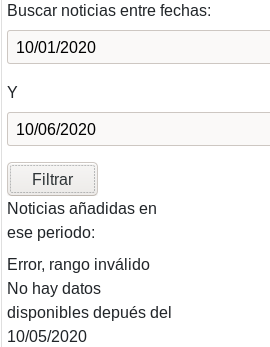 Buscar noticias entre fechas:
10/01/2020
Y
10/06/2020
Filtrar
Noticias añadidas en
ese periodo:
Error, rango inválido
No hay datos
disponibles depués del
10/05/2020